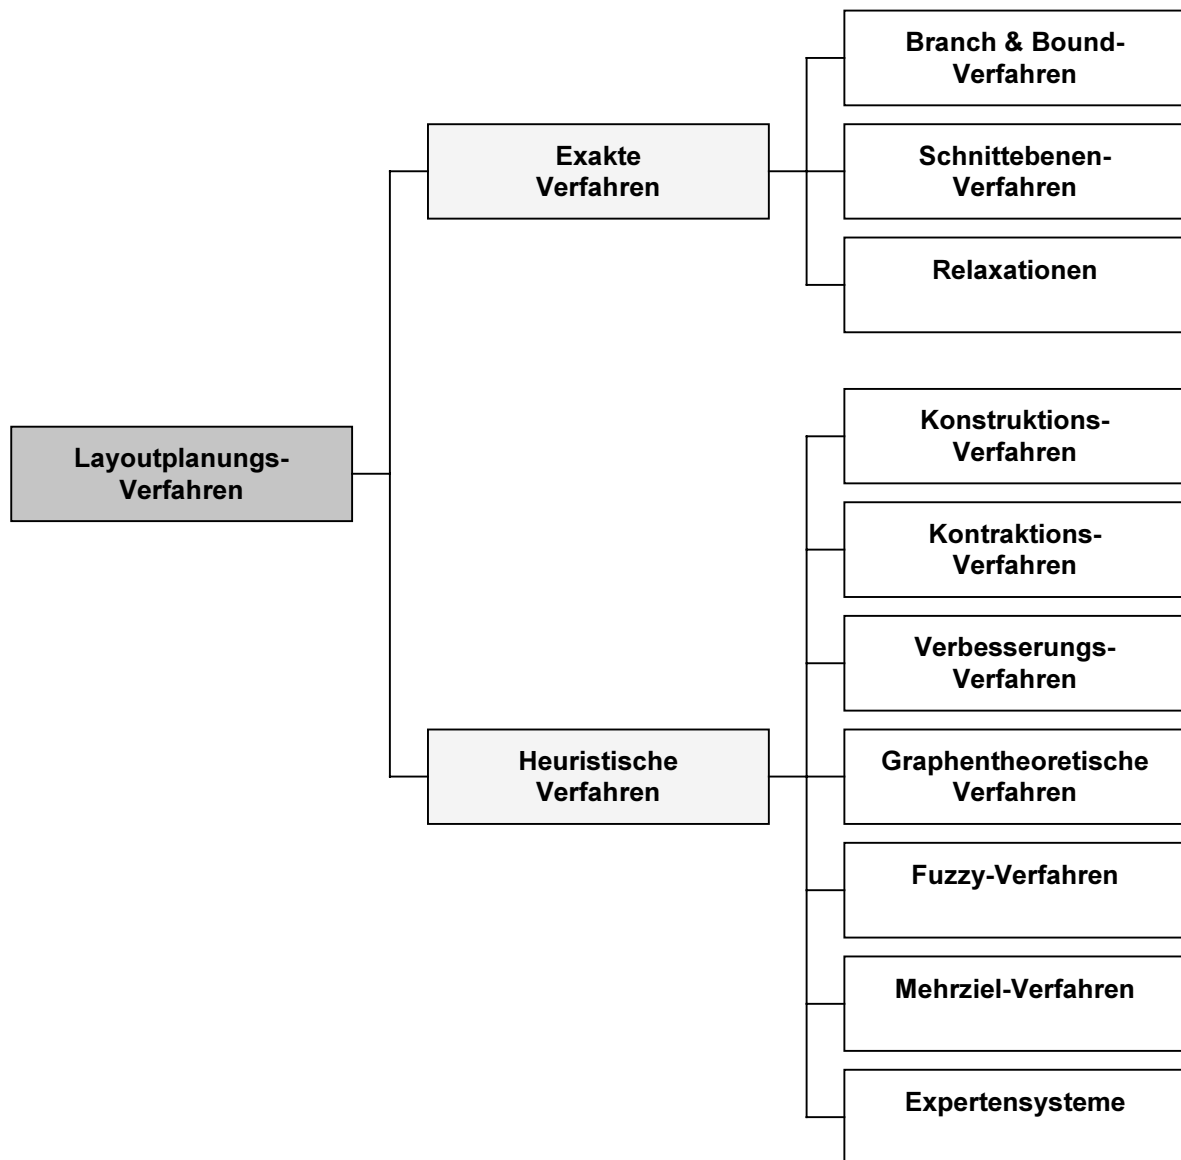 Branch & Bound-
Verfahren
Exakte
Verfahren
Schnittebenen-
Verfahren
Relaxationen
Layoutplanungs-
Verfahren
Konstruktions-
Verfahren
Kontraktions-
Verfahren
Verbesserungs-
Verfahren
Heuristische
Verfahren
Graphentheoretische
Verfahren
Fuzzy-Verfahren
Mehrziel-Verfahren
Expertensysteme